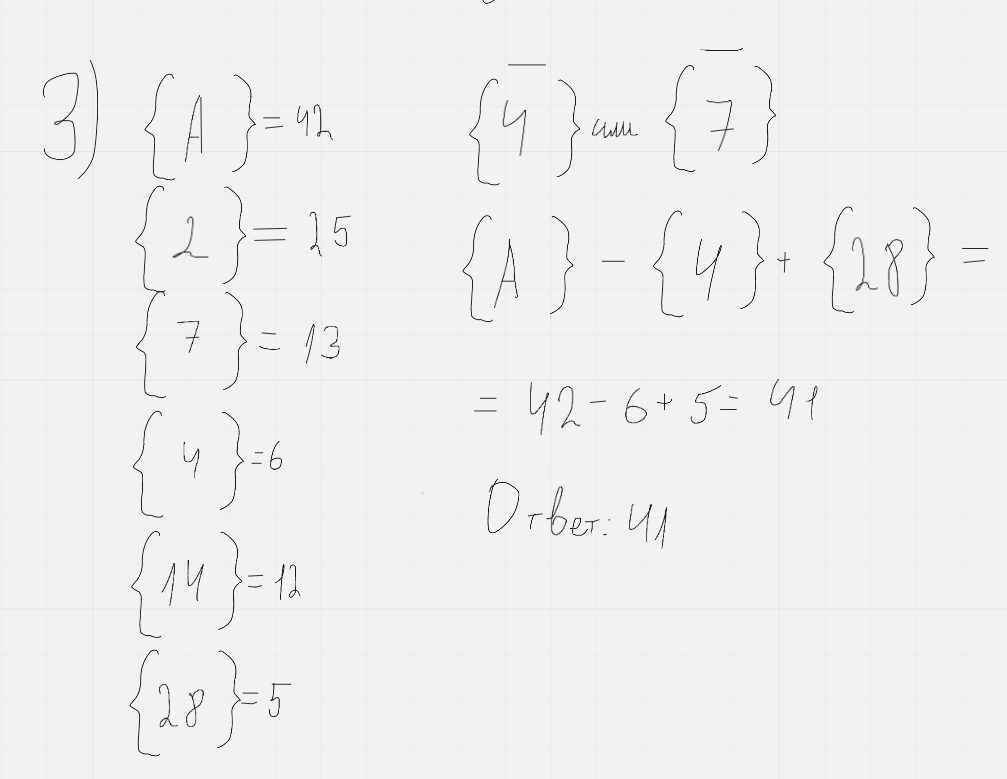 3) {A} = 42
{2} = 25
{7} = 13
{4} = 6
{14} = 12
{28} = 5
{4̅} или {7̅}
{A} - {4} + {28} =
= 42 - 6 + 5 = 41
Ответ: 41